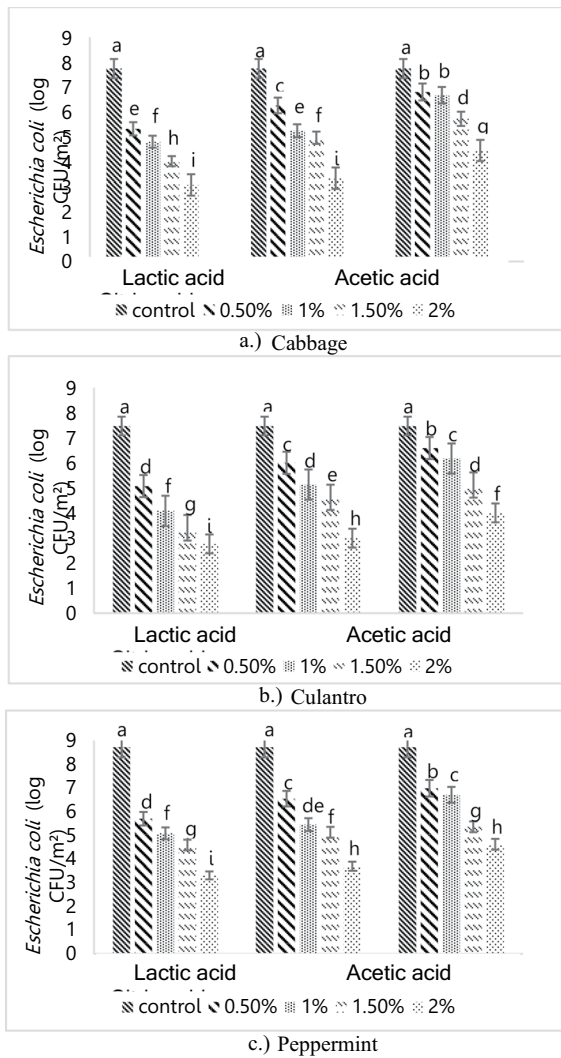 Escherichia coli (log
CFU/m²)
9
8
7
6
5
4
3
2
1
0
a e f h i
a c e f i
a b b d g
Lactic acid Acetic acid
control 0.50% 1% 1.50% 2%
a.) Cabbage
Escherichia coli (log
CFU/m²)
9
8
7
6
5
4
3
2
1
0
a d f g i
a c d e h
a b c d f
Lactic acid Acetic acid
control 0.50% 1% 1.50% 2%
b.) Culantro
Escherichia coli (log
CFU/m²)
9
8
7
6
5
4
3
2
1
0
a d f g i
a c de f h
a b c g h
Lactic acid Acetic acid
control 0.50% 1% 1.50% 2%
c.) Peppermint